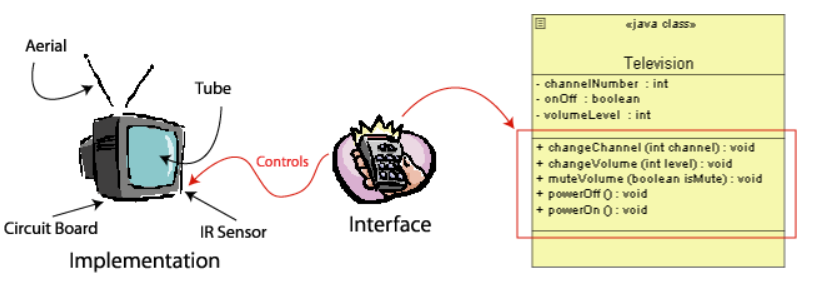 Aerial
Tube
Controls
Circuit Board
IR Sensor
Implementation
Interface
«java class»
Television
- channelNumber : int
- onOff : boolean
- volumeLevel : int
+ changeChannel (int channel) : void
+ changeVolume (int level) : void
+ muteVolume (boolean isMute) : void
+ powerOff () : void
+ powerOn () : void